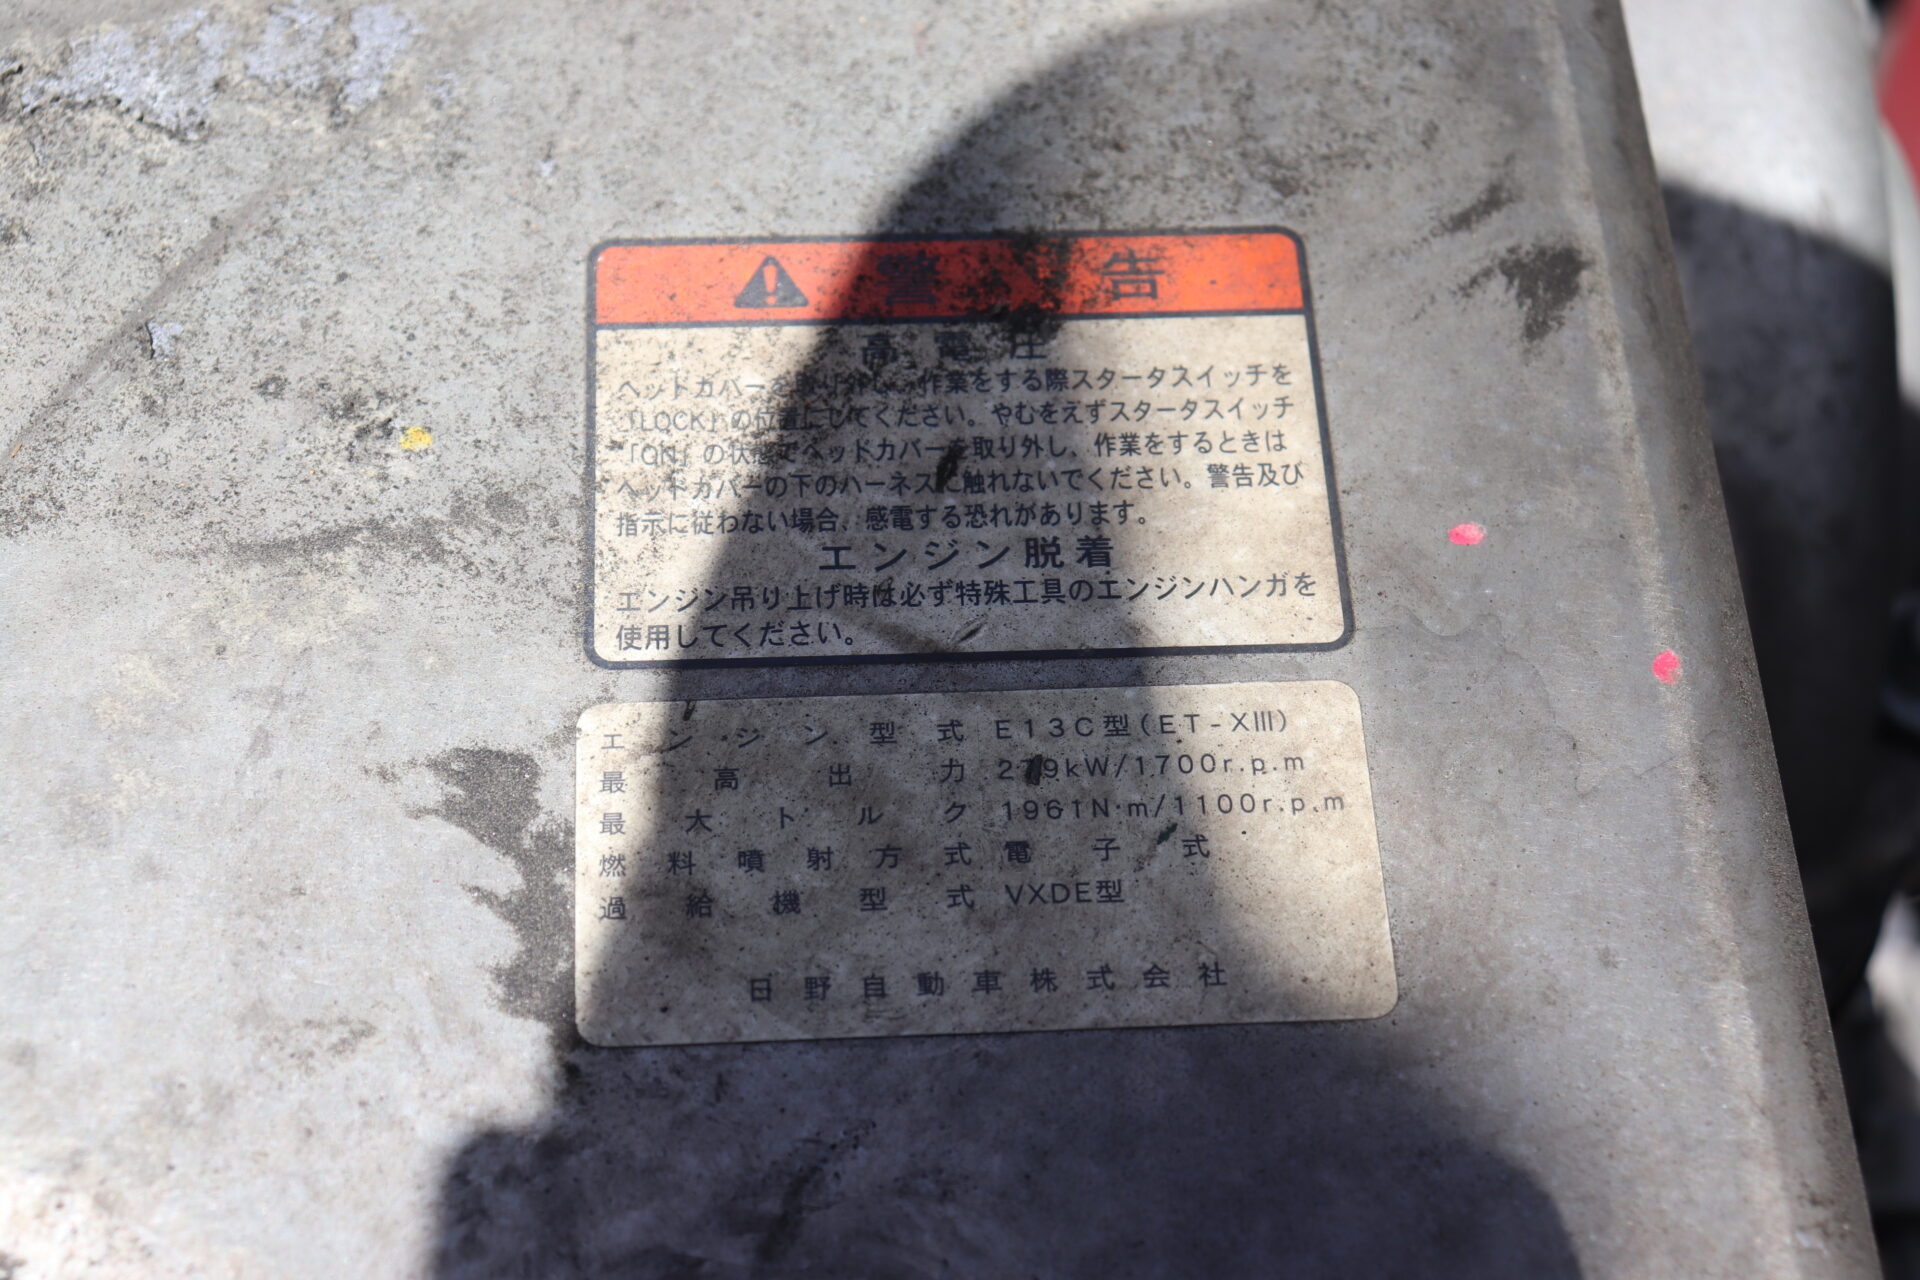 警告
高電圧
ヘッドカバーを取り外し、作業をする際スタータスイッチを
「LOCK」の位置にしてください。やむをえずスタータスイッチ
「ON」の状態でヘッドカバーを取り外し、作業をするときは
ヘッドカバーの下のハーネスに触れないでください。警告及び
指示に従わない場合、感電する恐れがあります。
エンジン脱着
エンジン吊り上げ時は必ず特殊工具のエンジンハンガを
使用してください。
エンジン型式 E13C型(ET-XIII)
最高出力 279kW/1700r.p.m
最大トルク 1961N·m/1100r.p.m
燃料噴射方式 電子式
過給機型式 VXDE型
日野自動車株式会社